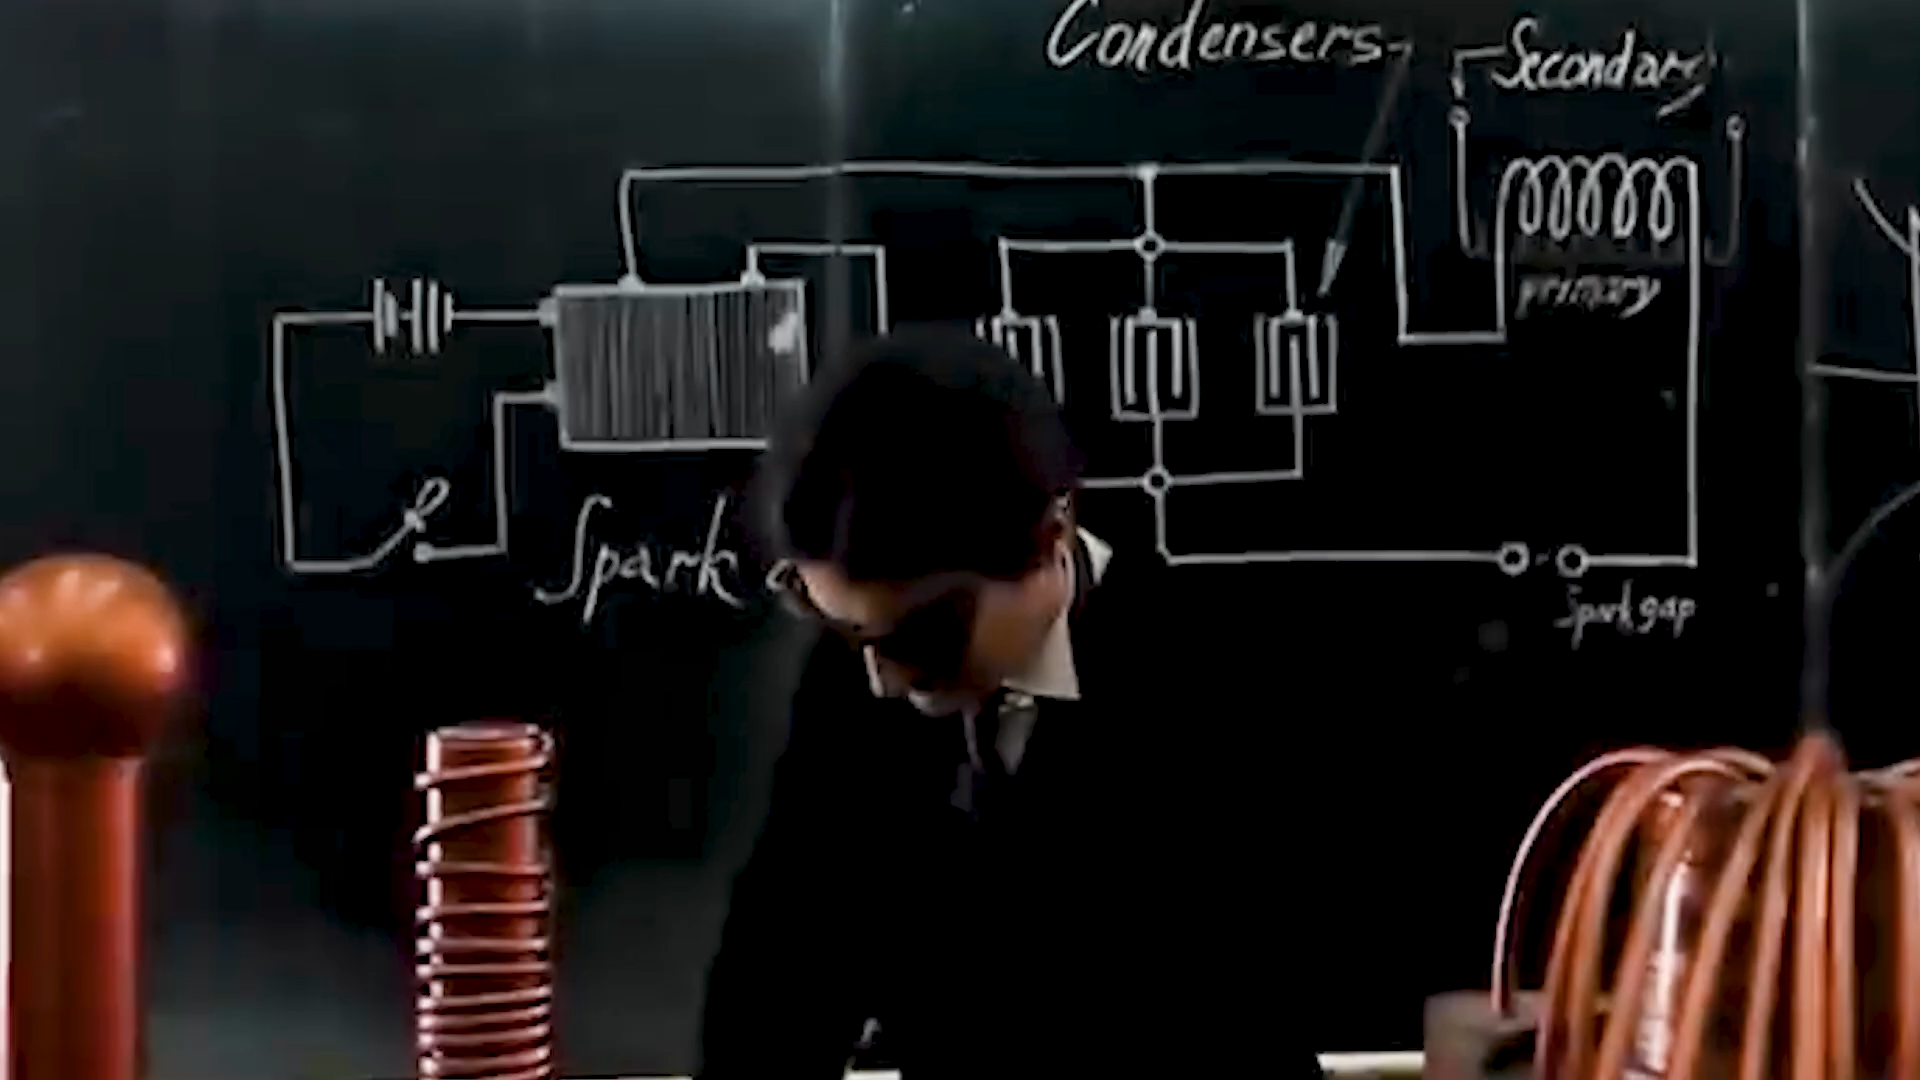 Condensers
Secondary
primary
Spark
Spark gap